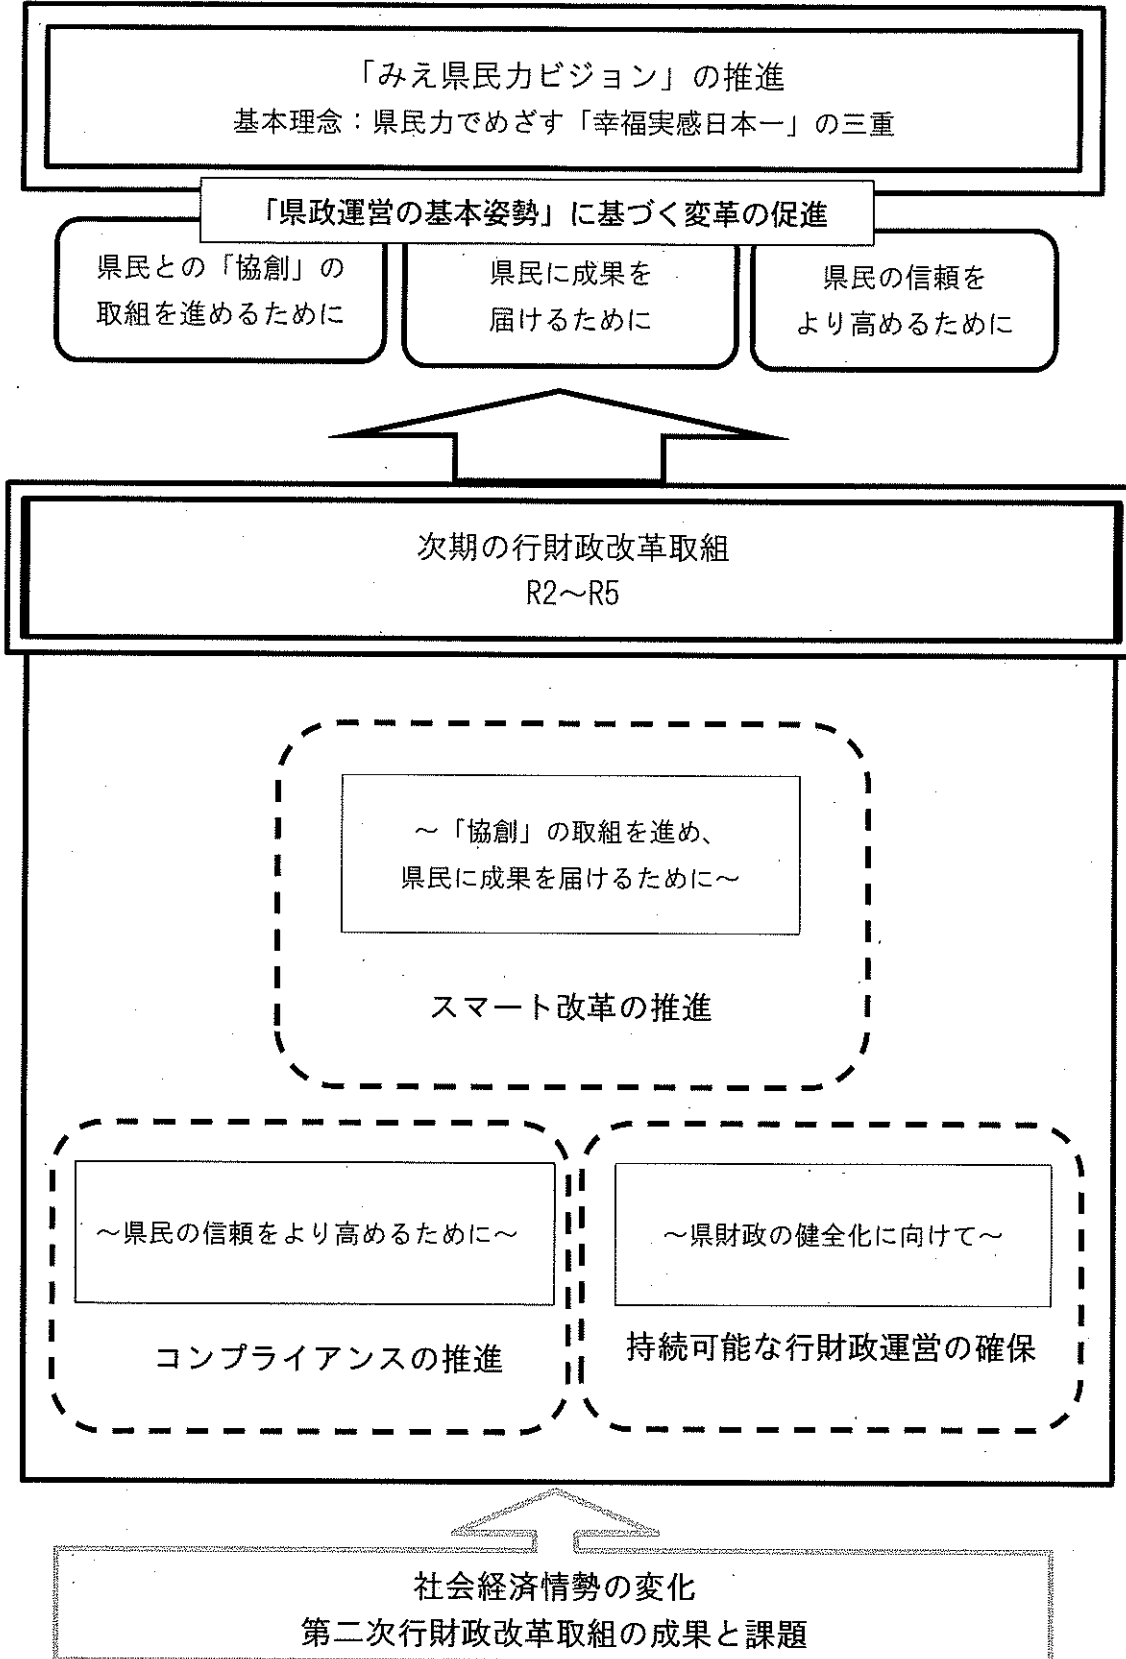 「みえ県民力ビジョン」の推進
基本理念：県民力でめざす「幸福実感日本一」の三重
「県政運営の基本姿勢」に基づく変革の促進
県民との「協創」の
取組を進めるために
県民に成果を
届けるために
県民の信頼を
より高めるために
次期の行財政改革取組
R2～R5
～「協創」の取組を進め、
県民に成果を届けるために～
スマート改革の推進
～県民の信頼をより高めるために～
コンプライアンスの推進
～県財政の健全化に向けて～
持続可能な行財政運営の確保
社会経済情勢の変化
第二次行財政改革取組の成果と課題